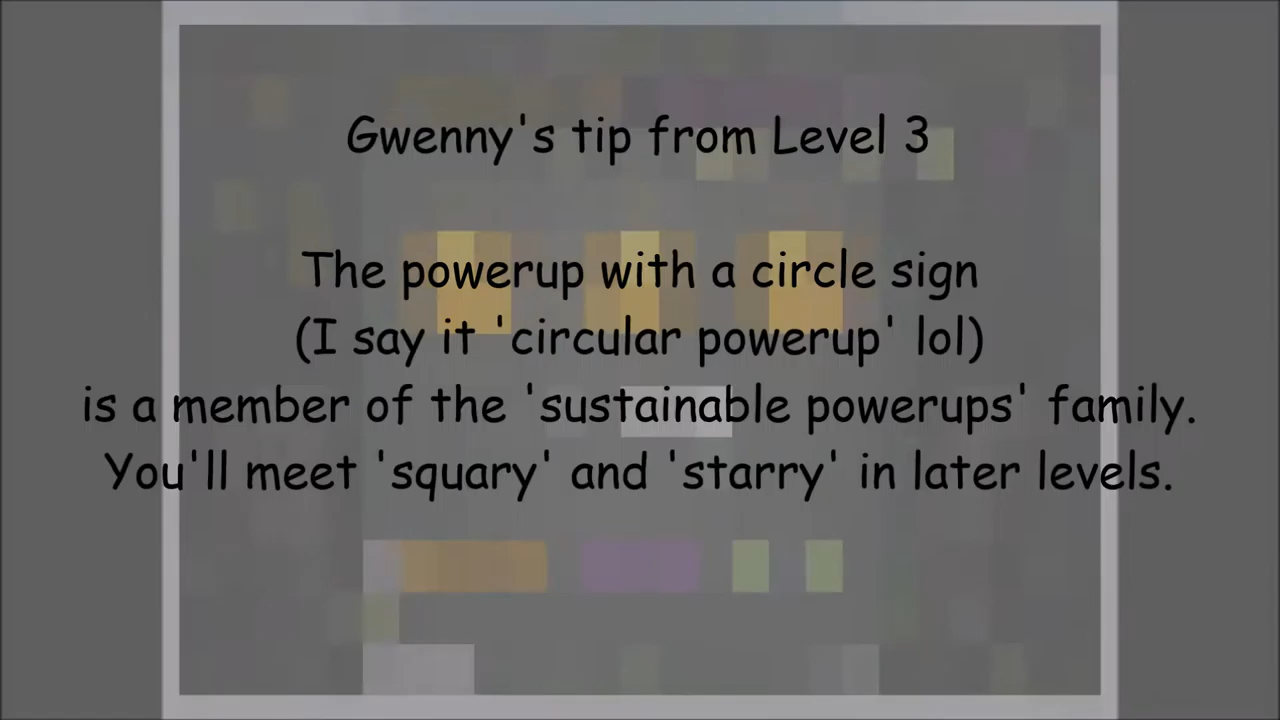 Gwenny's tip from Level 3
The powerup with a circle sign
(I say it 'circular powerup' lol)
is a member of the 'sustainable powerups' family.
You'll meet 'squary' and 'starry' in later levels.